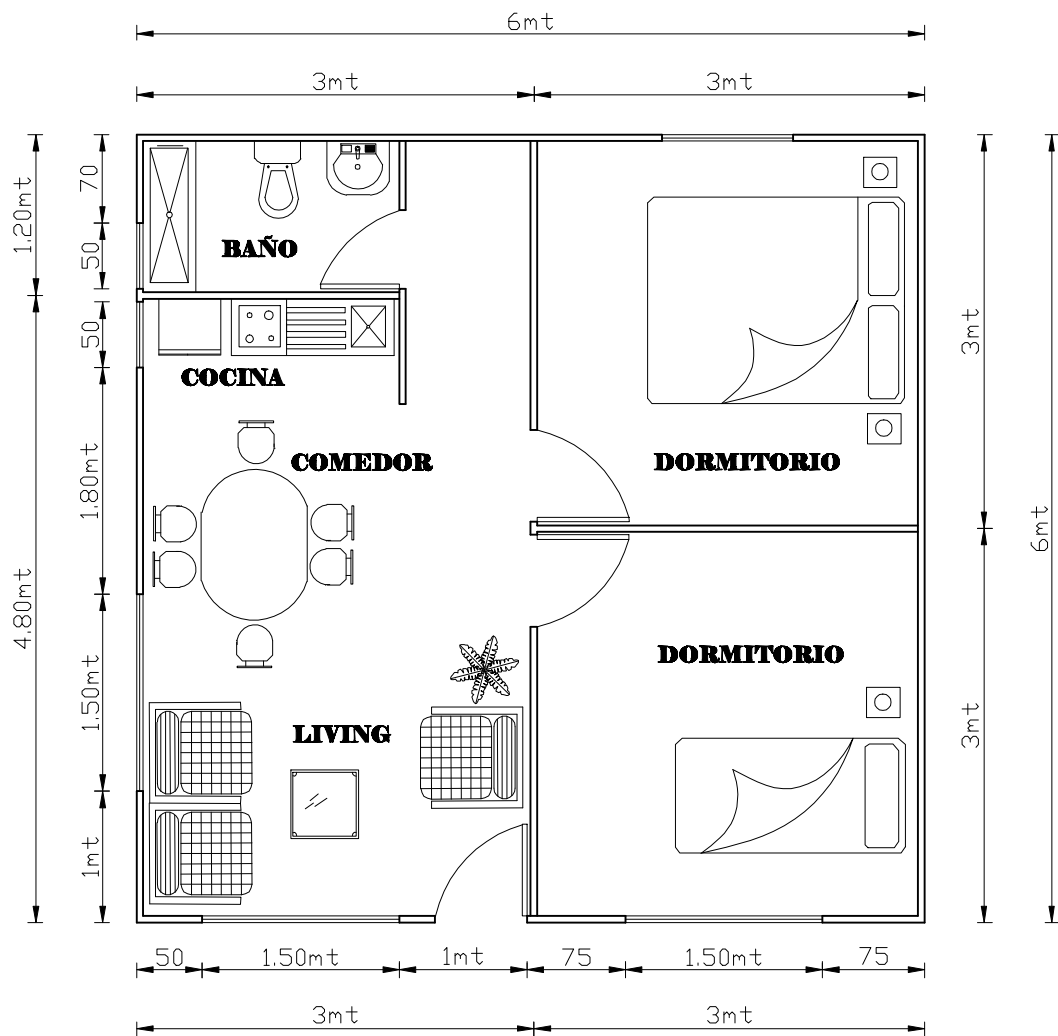 6mt
3mt
3mt
1.20mt
4.80mt
70
50
50
1.80mt
1.50mt
1mt
BAÑO
COCINA
COMEDOR
DORMITORIO
DORMITORIO
LIVING
3mt
3mt
6mt
50
1.50mt
1mt
75
1.50mt
75
3mt
3mt